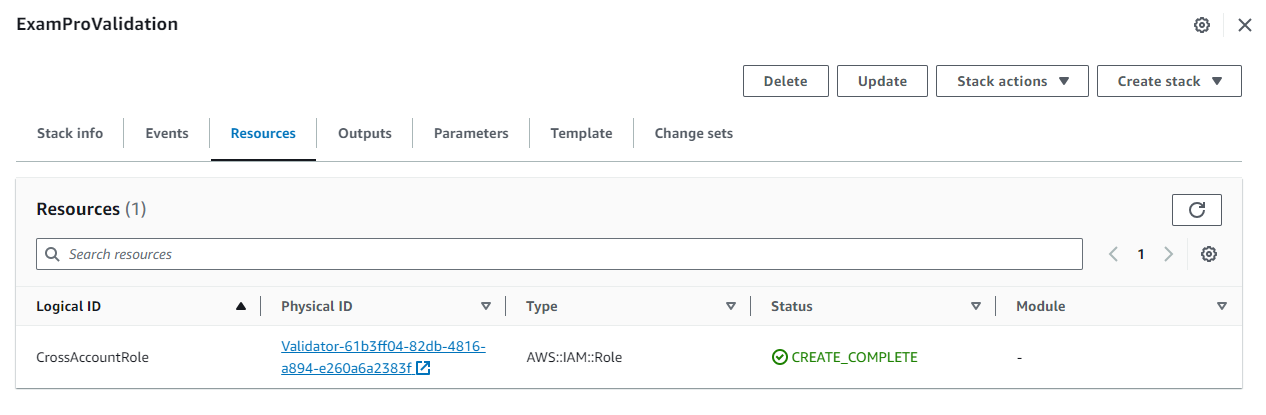 ExamProValidation
Delete
Update
Stack actions
Create stack
Stack info
Events
Resources
Outputs
Parameters
Template
Change sets
Resources (1)
Search resources
1
Logical ID
Physical ID
Type
Status
Module
CrossAccountRole
Validator-61b3ff04-82db-4816-
a894-e260a6a2383f
AWS::IAM::Role
CREATE_COMPLETE
-